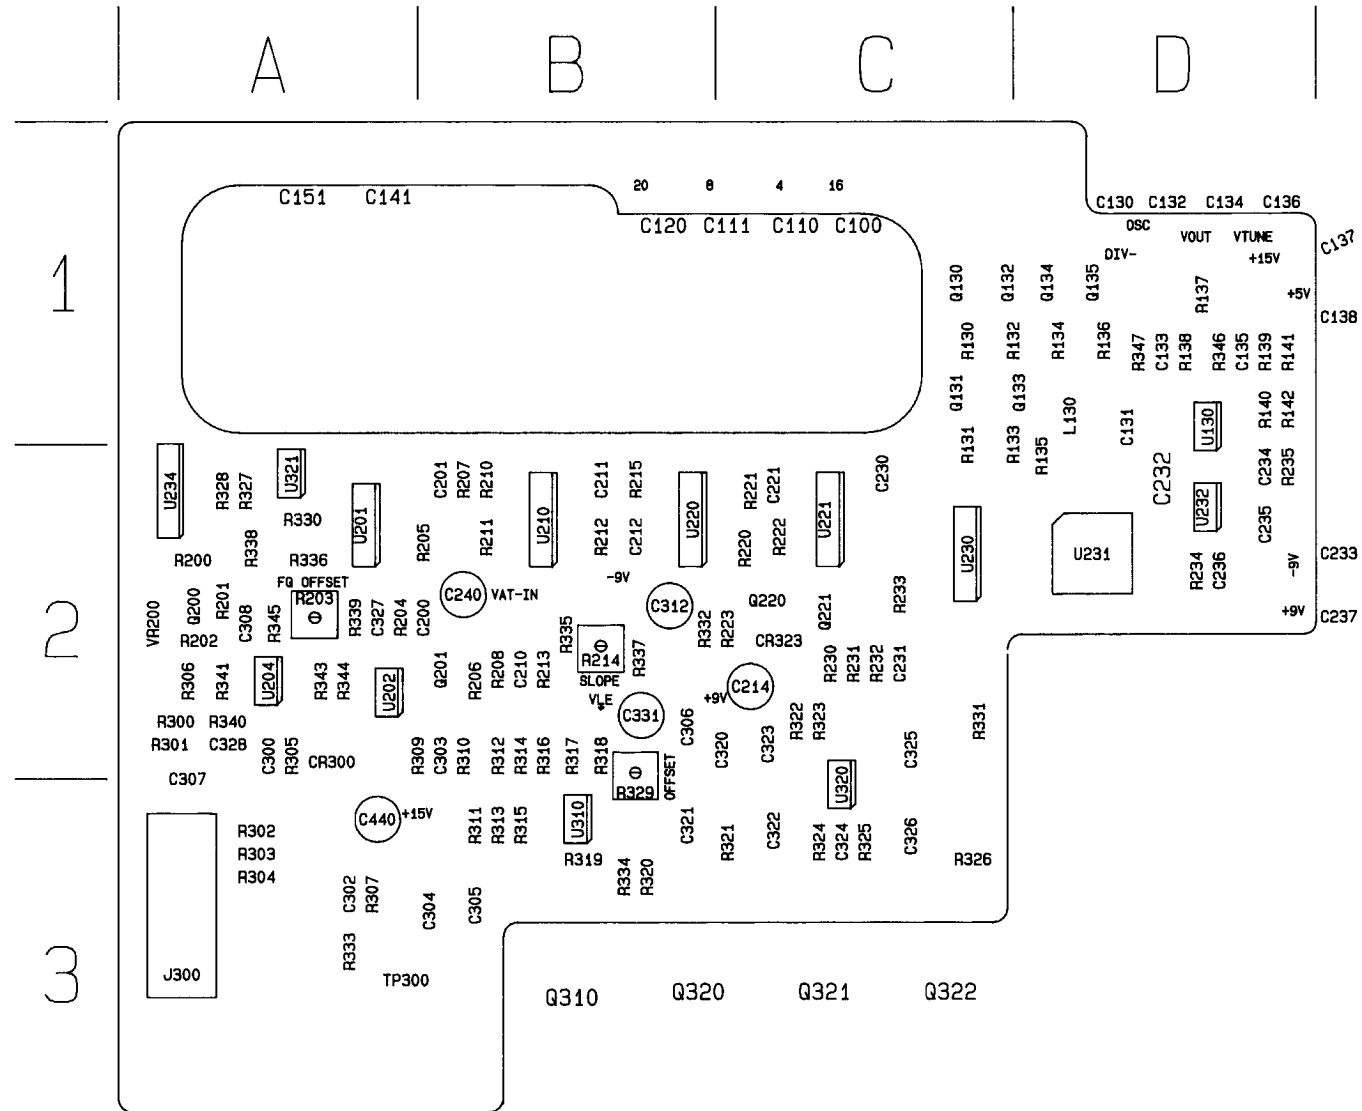 A B C D
1
20 8 4 16
C151 C141
C120 C111 C110 C100
C130 C132 C134 C136
OSC
VOUT VTUNE
DIV-
+15V
C137
Q130 Q132 Q134 Q135
R137
+5V
C138
R130 R132 R134 R136
R347 C133 R138 R346 C135 R139 R141
Q131 Q133
L130 C131 U130 R140 R142
R131 R133 R135
2
U234 R328 R327 U321
C201 R207 R210 C211 R215
R221 C221 C230
C232 C234 R235
R330 U201 U210 U220 U221 U232
R338 R205 R211 R212 C212 R220 R222 U230 C235
R200 R336
U231
C233
-9V
R234 C236
FQ OFFSET
-9V
R203
C240 VAT-IN
C312
Q220
R233
+9V
C237
VR200 Q200 R201 C308 R345 R339 C327 R204 C200
R332 R223 Q221
R202
R335
CR323
R214
R337
R306 R341 U204 R343 R344 U202
Q201 R206 R208 C210 R213
R230 R231 R232 C231
SLOPE
C214
VLE
+9V
C331
C306
R300 R340
R322 R323 R331
R301 C328
C300 R305
CR300
R309 C303 R310 R312 R314 R316 R317 R318
C320 C323 C325
C307
R329
OFFSET
U320
3
C440
+15V
R302
R311 R313 R315 U310 C321 R321 C322 R324 C324 R325 C326
R303
R319
R326
R304
R334 R320
C302 R307
C304 C305
R333
J300
TP300
Q310 Q320 Q321 Q322